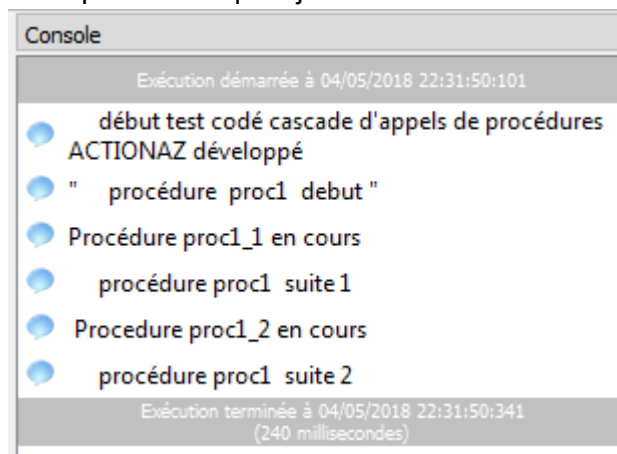 Console
Exécution démarrée à 04/05/2018 22:31:50:101
début test codé cascade d'appels de procédures
ACTIONAZ développé
" procédure proc1 debut "
Procédure proc1_1 en cours
procédure proc1 suite 1
Procedure proc1_2 en cours
procédure proc1 suite 2
Exécution terminée à 04/05/2018 22:31:50:341
(240 millisecondes)